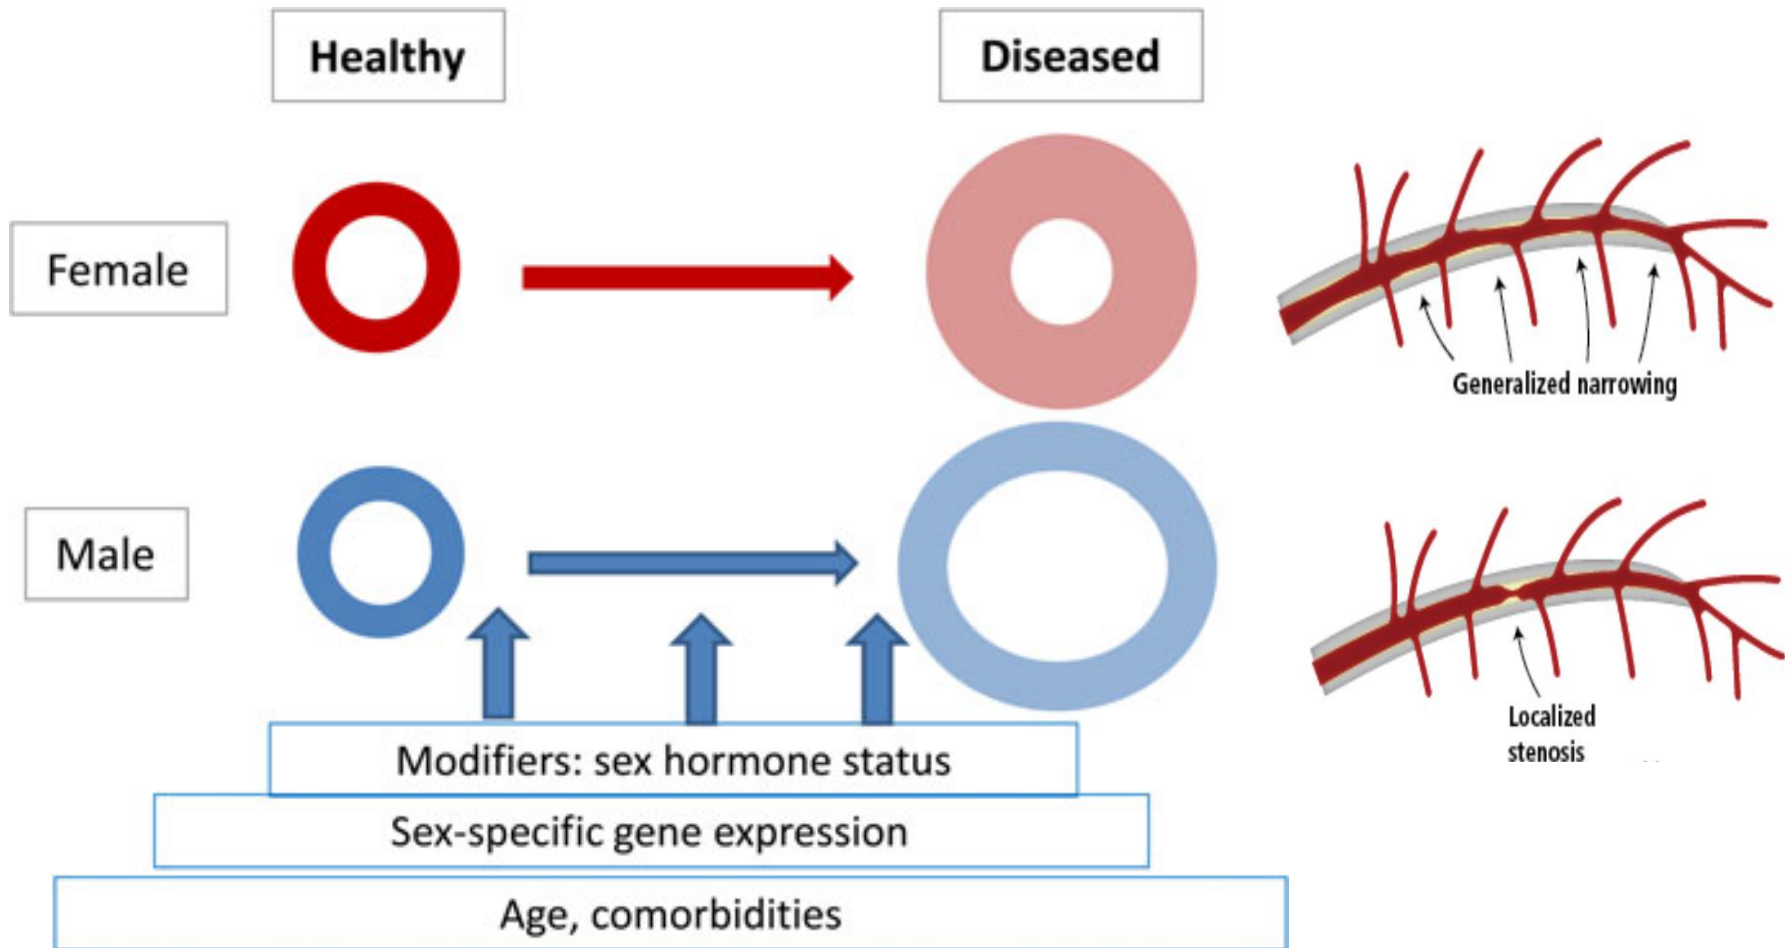 Healthy
Diseased
Female
Generalized narrowing
Male
Localized
stenosis
Modifiers: sex hormone status
Sex-specific gene expression
Age, comorbidities